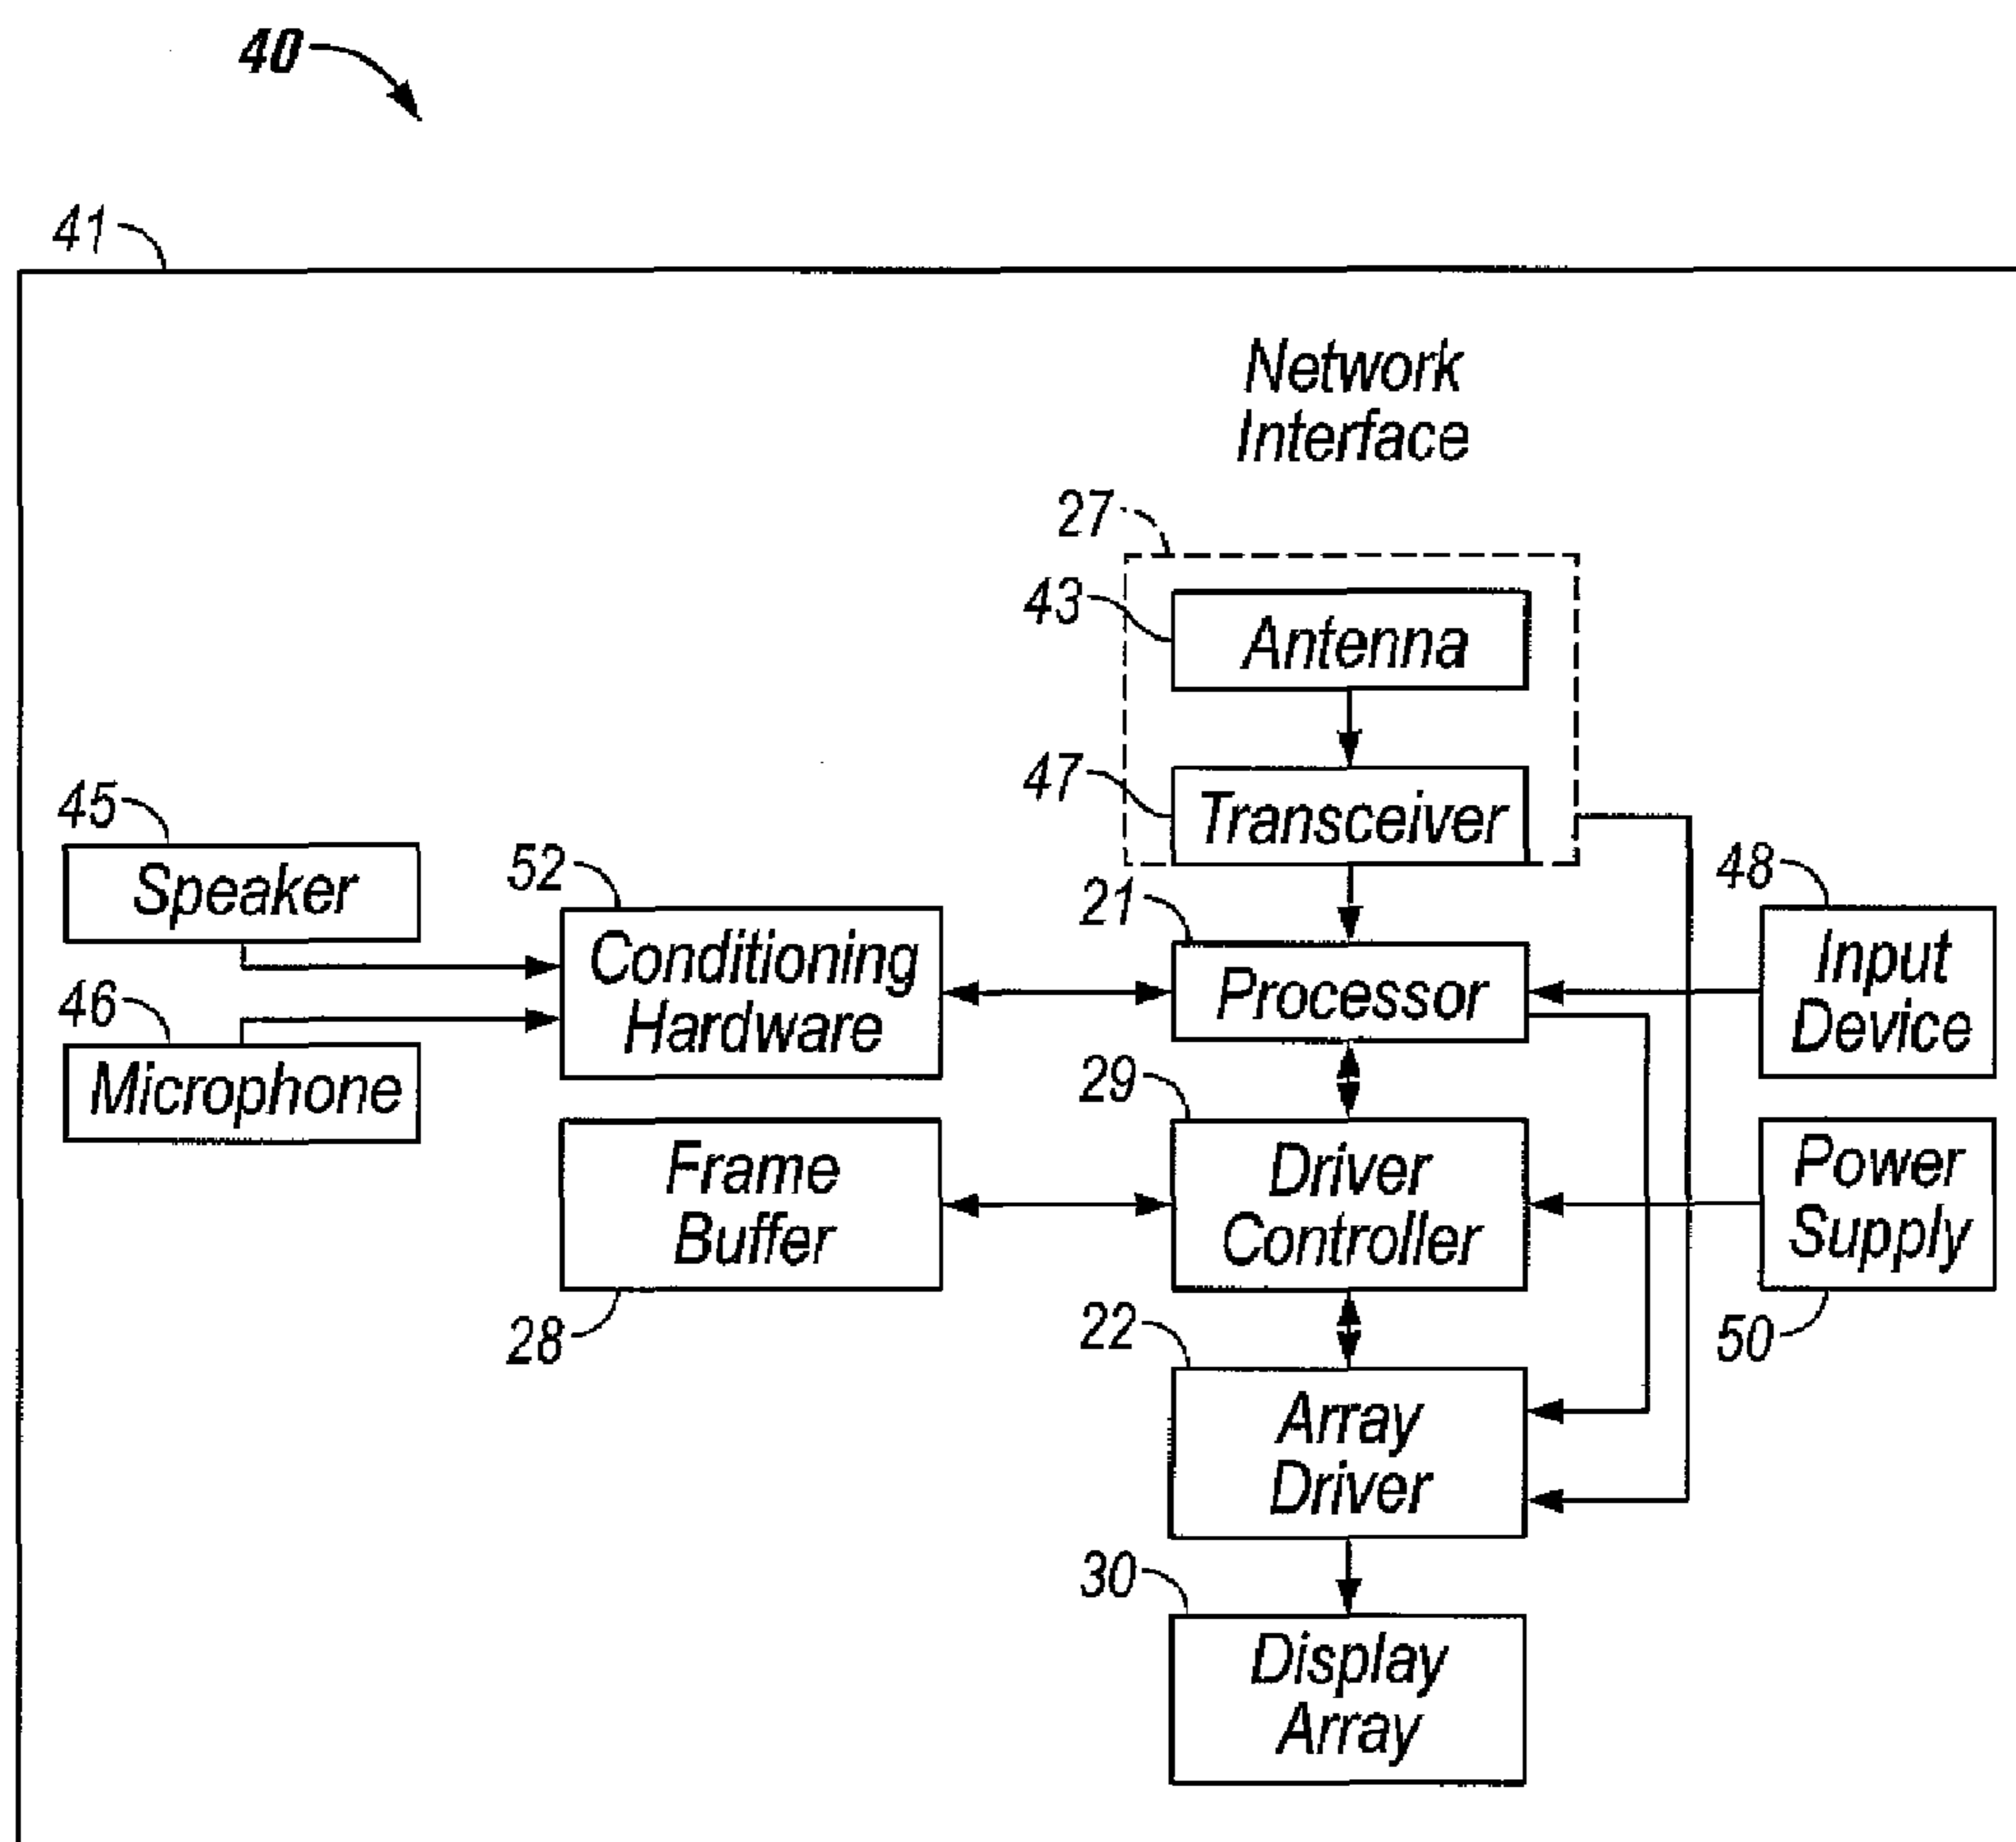 40
41
Network
Interface
27
43
Antenna
47
Transceiver
45
Speaker
52
Conditioning
Hardware
21
Processor
48
Input
Device
46
Microphone
29
Driver
Controller
Frame
Buffer
28
Power
Supply
50
22
Array
Driver
30
Display
Array